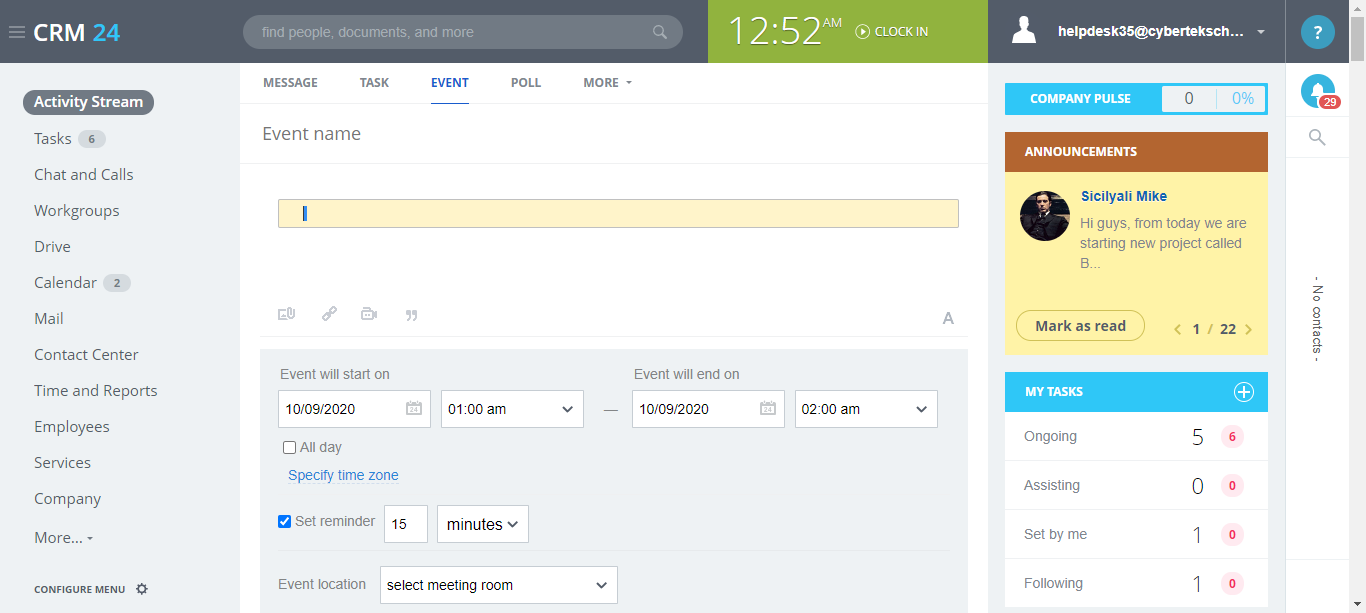 CRM 24
find people, documents, and more
12:52 AM
CLOCK IN
helpdesk35@cyberteksch...
?
Activity Stream
Tasks 6
Chat and Calls
Workgroups
Drive
Calendar 2
Mail
Contact Center
Time and Reports
Employees
Services
Company
More...
CONFIGURE MENU
MESSAGE TASK EVENT POLL MORE
Event name
A
Event will start on
10/09/2020 24 01:00 am
—
Event will end on
10/09/2020 24 02:00 am
All day
Specify time zone
Set reminder 15 minutes
Event location select meeting room
COMPANY PULSE 0 0%
ANNOUNCEMENTS
Sicilyali Mike
Hi guys, from today we are
starting new project called
B...
Mark as read
1 / 22
MY TASKS
Ongoing 5 6
Assisting 0 0
Set by me 1 0
Following 1 0
29
- No contacts -